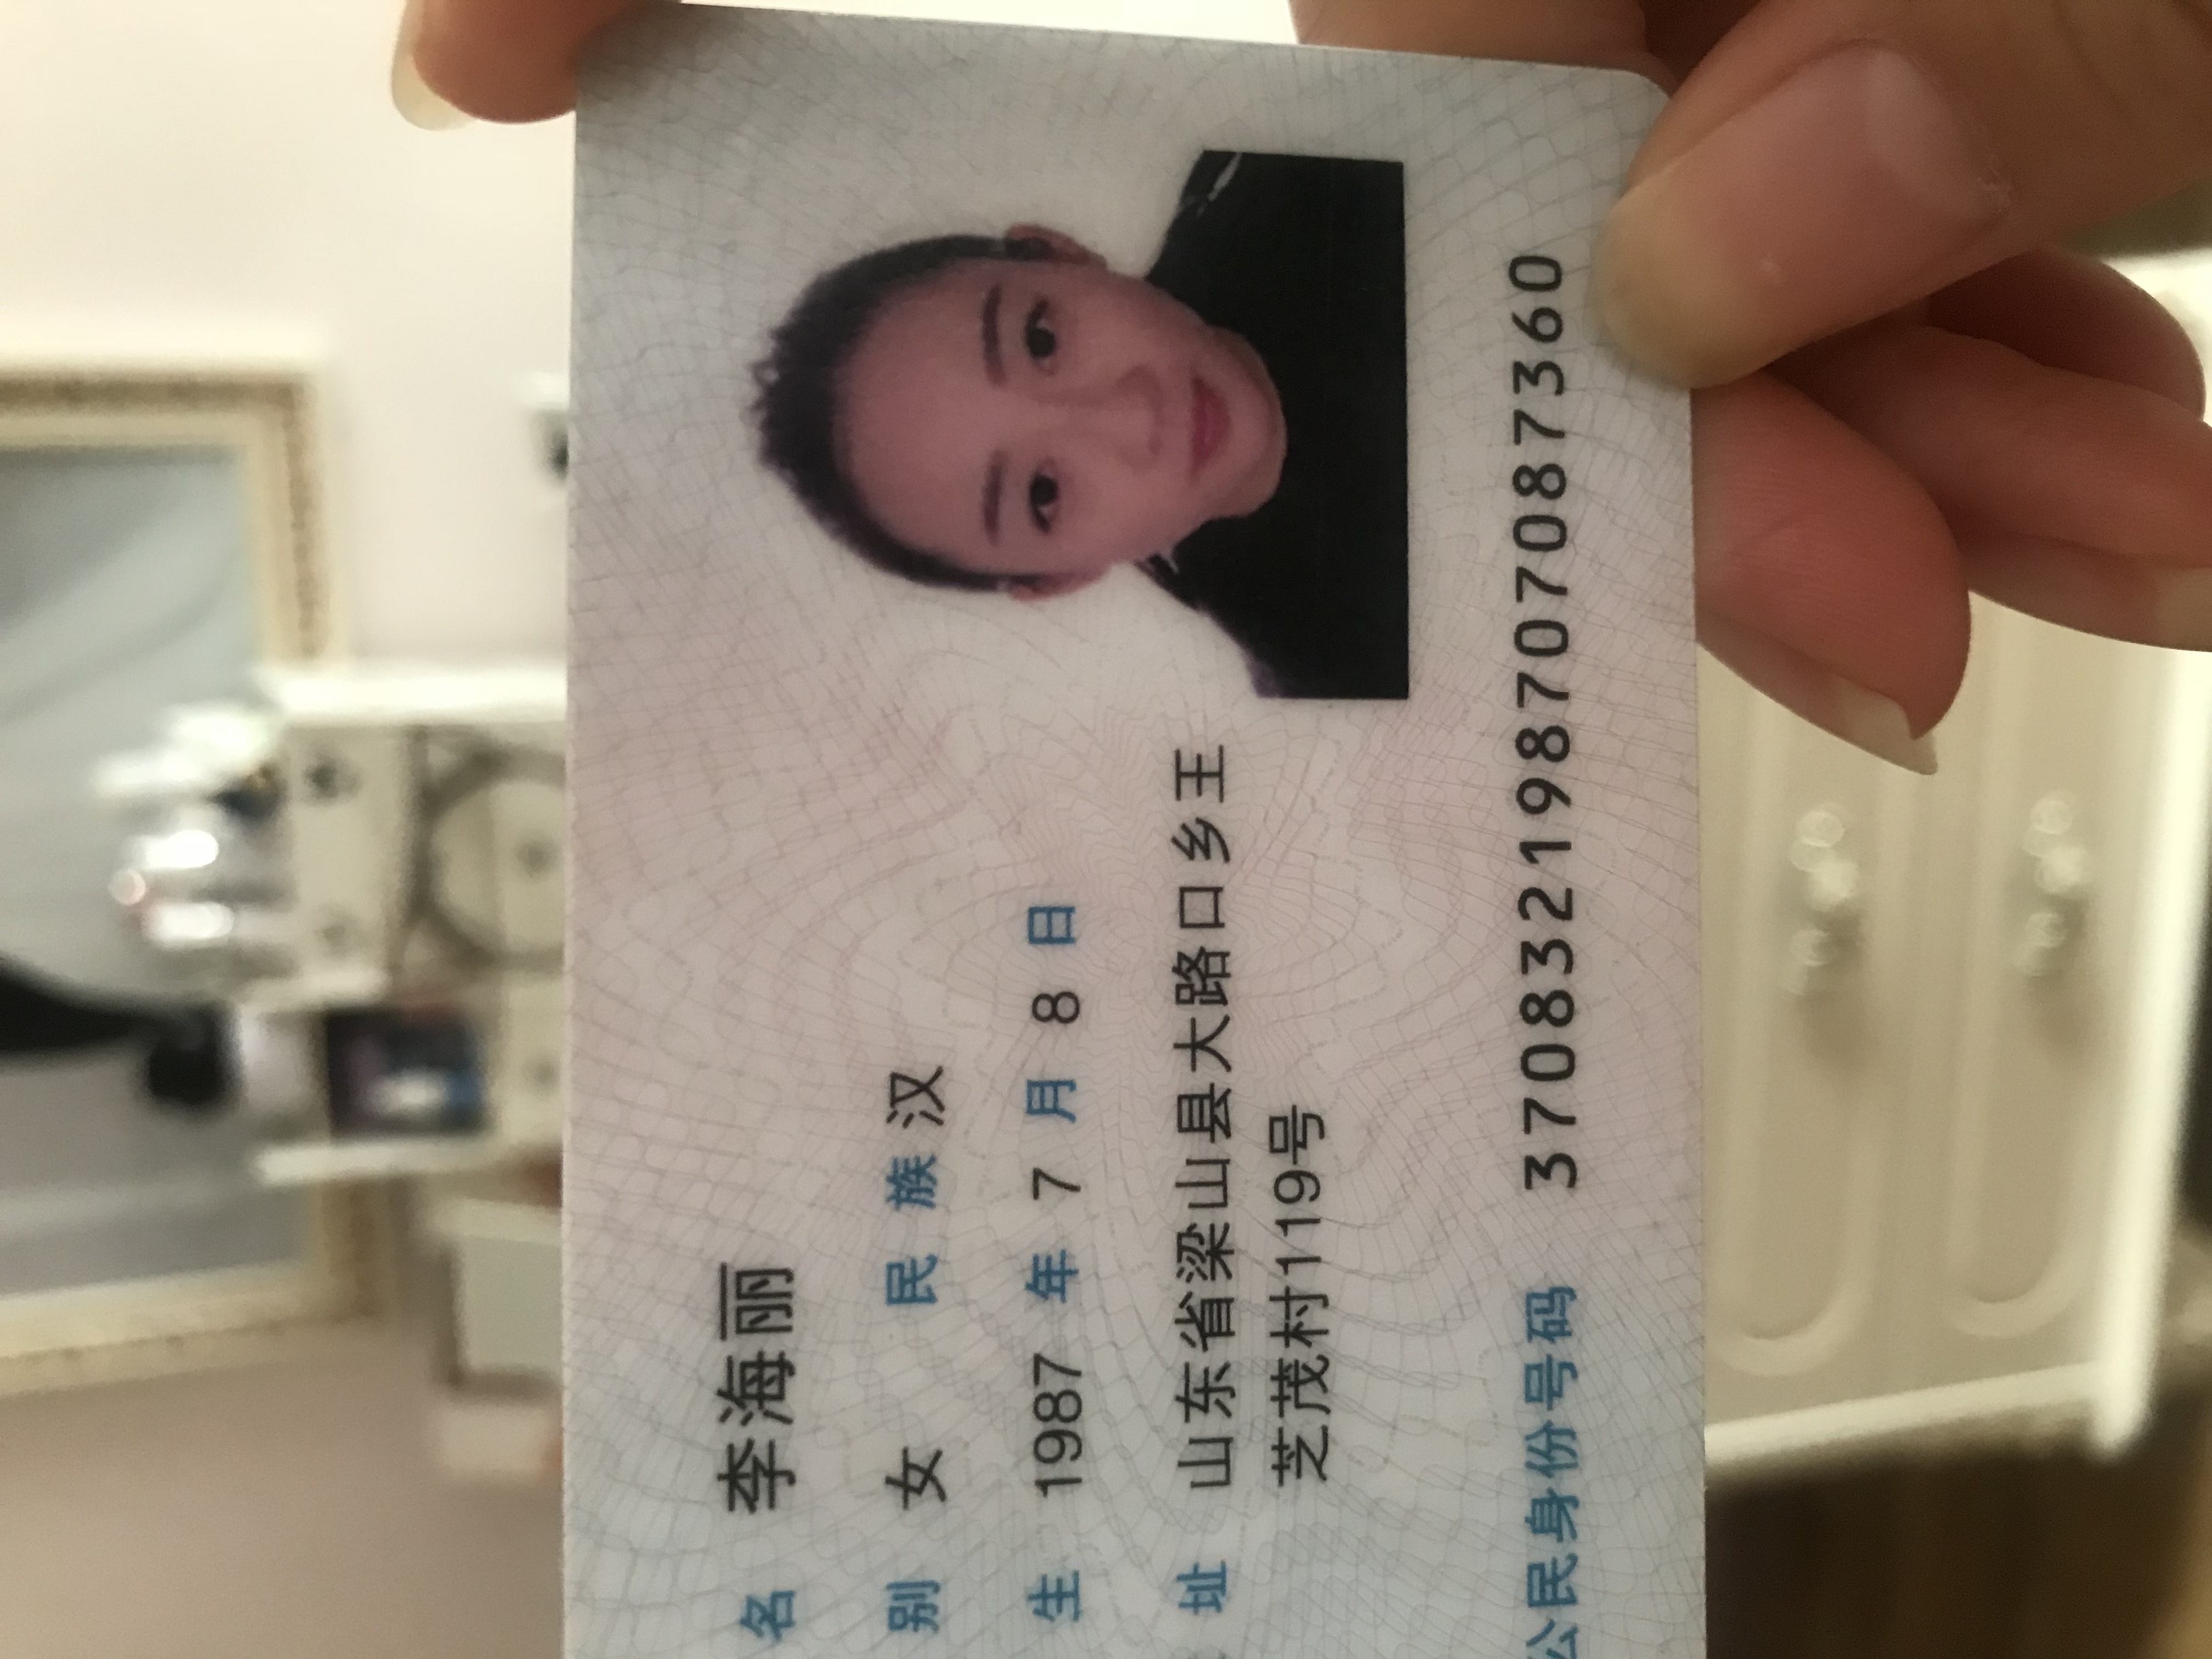 名 李海丽
别 女 民族 汉
生 1987 年 7 月 8 日
址 山东省梁山县大路口乡王
芝茂村119号
公民身份号码 370832198707087360